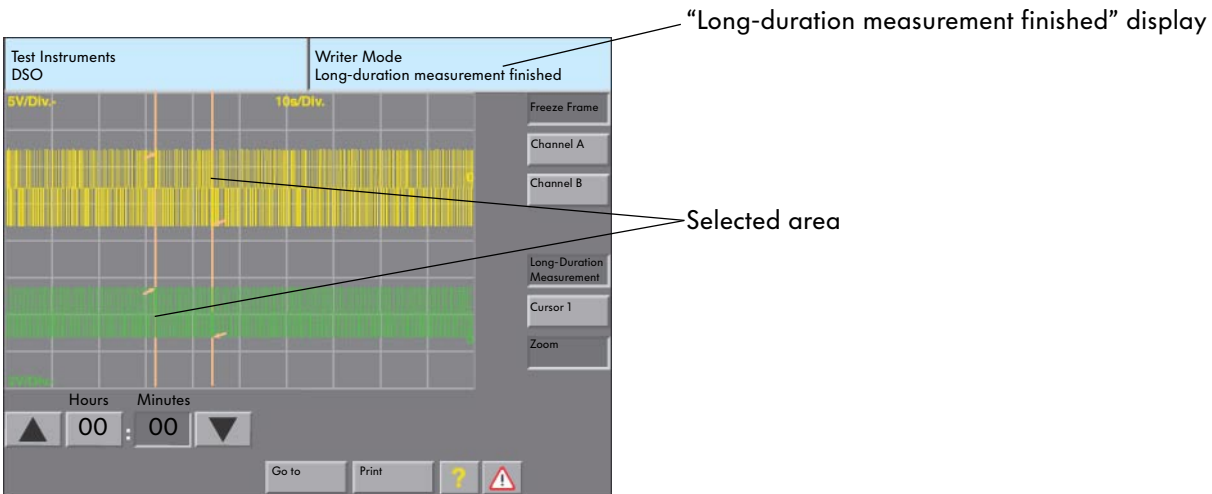 “Long-duration measurement finished” display
Test Instruments
DSO
Writer Mode
Long-duration measurement finished
5V/Div.
10s/Div.
Freeze Frame
Channel A
Channel B
Selected area
Long-Duration
Measurement
Cursor 1
Zoom
Hours Minutes
00 : 00
Go to Print ?